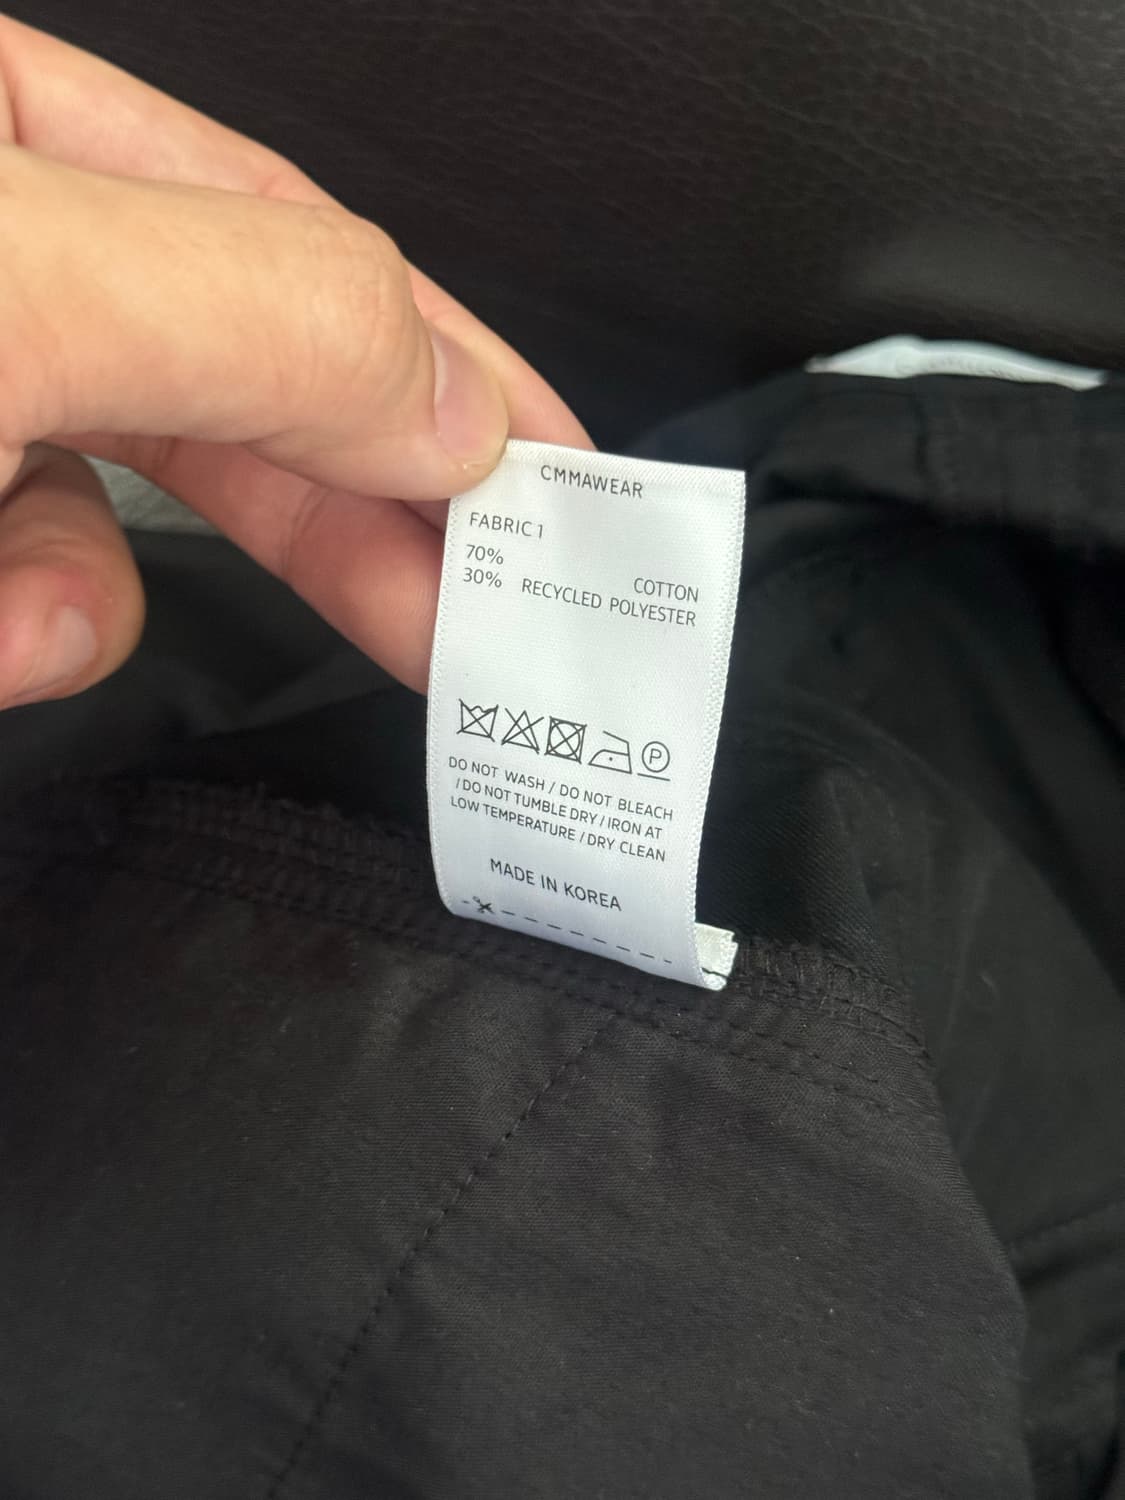 CMMAWEAR
FABRIC 1
70% COTTON
30% RECYCLED POLYESTER
P
DO NOT WASH / DO NOT BLEACH
/ DO NOT TUMBLE DRY / IRON AT
LOW TEMPERATURE / DRY CLEAN
MADE IN KOREA